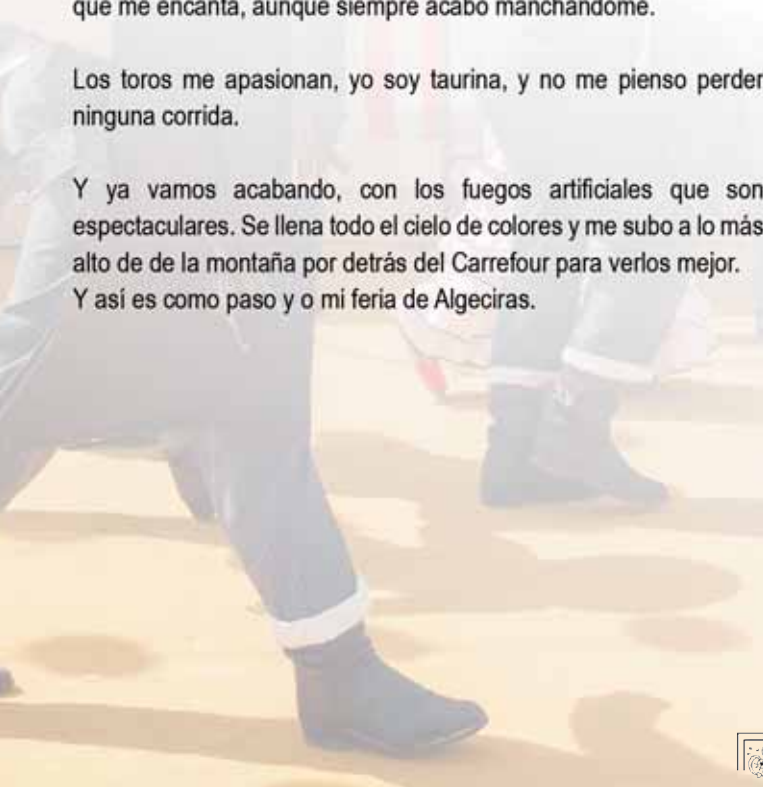 que me encanta, aunque siempre acabo manchándome.
Los toros me apasionan, yo soy taurina, y no me pienso perder
ninguna corrida.
Y ya vamos acabando, con los fuegos artificiales que son
espectaculares. Se llena todo el cielo de colores y me subo a lo más
alto de de la montaña por detrás del Carrefour para verlos mejor.
Y así es como paso y o mi feria de Algeciras.